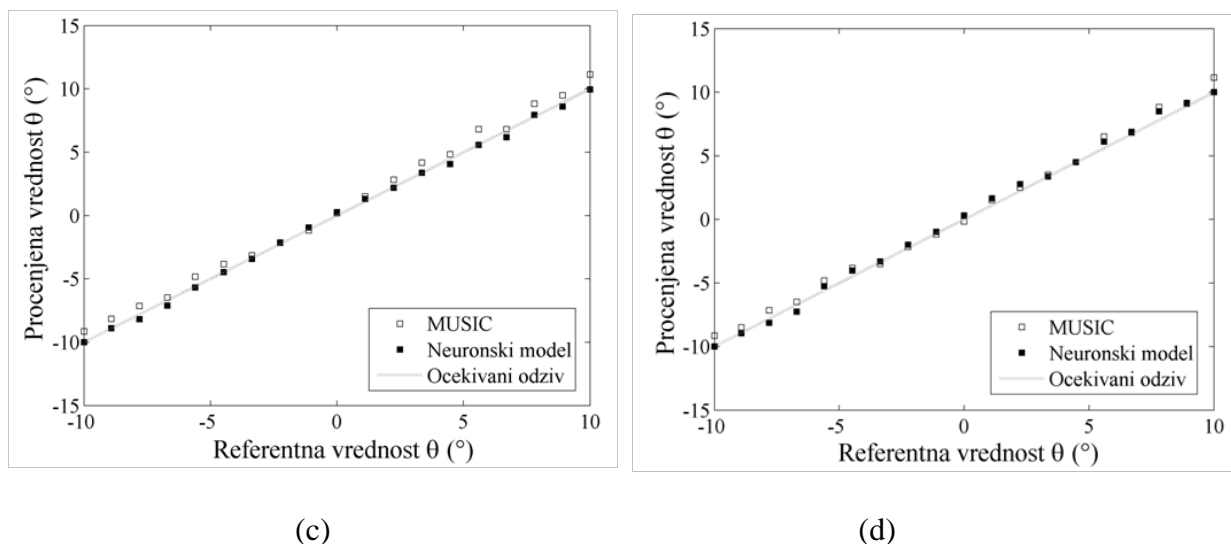 15
10
5
0
-5
-10
-15
Procenjena vrednost θ (°)
MUSIC
Neuronski model
Ocekivani odziv
-10 -5 0 5 10
Referentna vrednost θ (°)
(c)
15
10
5
0
-5
-10
-15
Procenjena vrednost θ (°)
MUSIC
Neuronski model
Ocekivani odziv
-10 -5 0 5 10
Referentna vrednost θ (°)
(d)